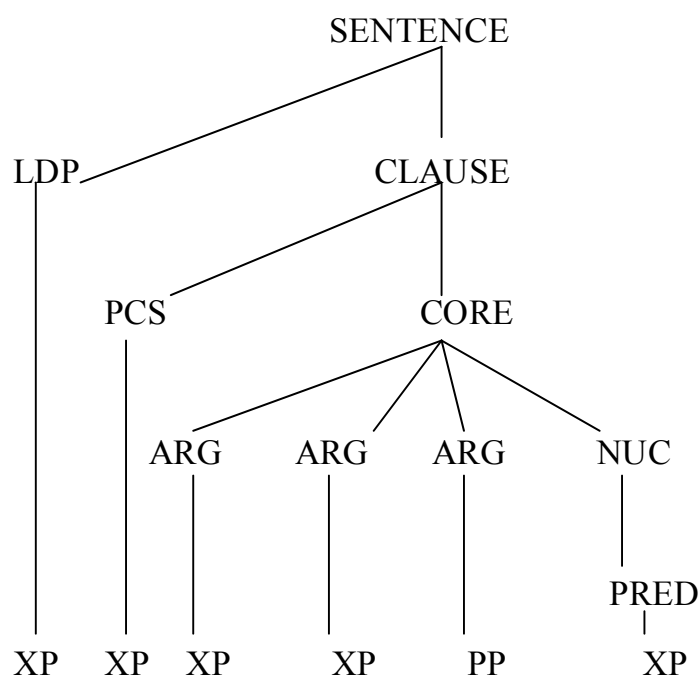 SENTENCE
LDP CLAUSE
PCS CORE
ARG ARG ARG NUC
PRED
XP XP XP XP PP XP